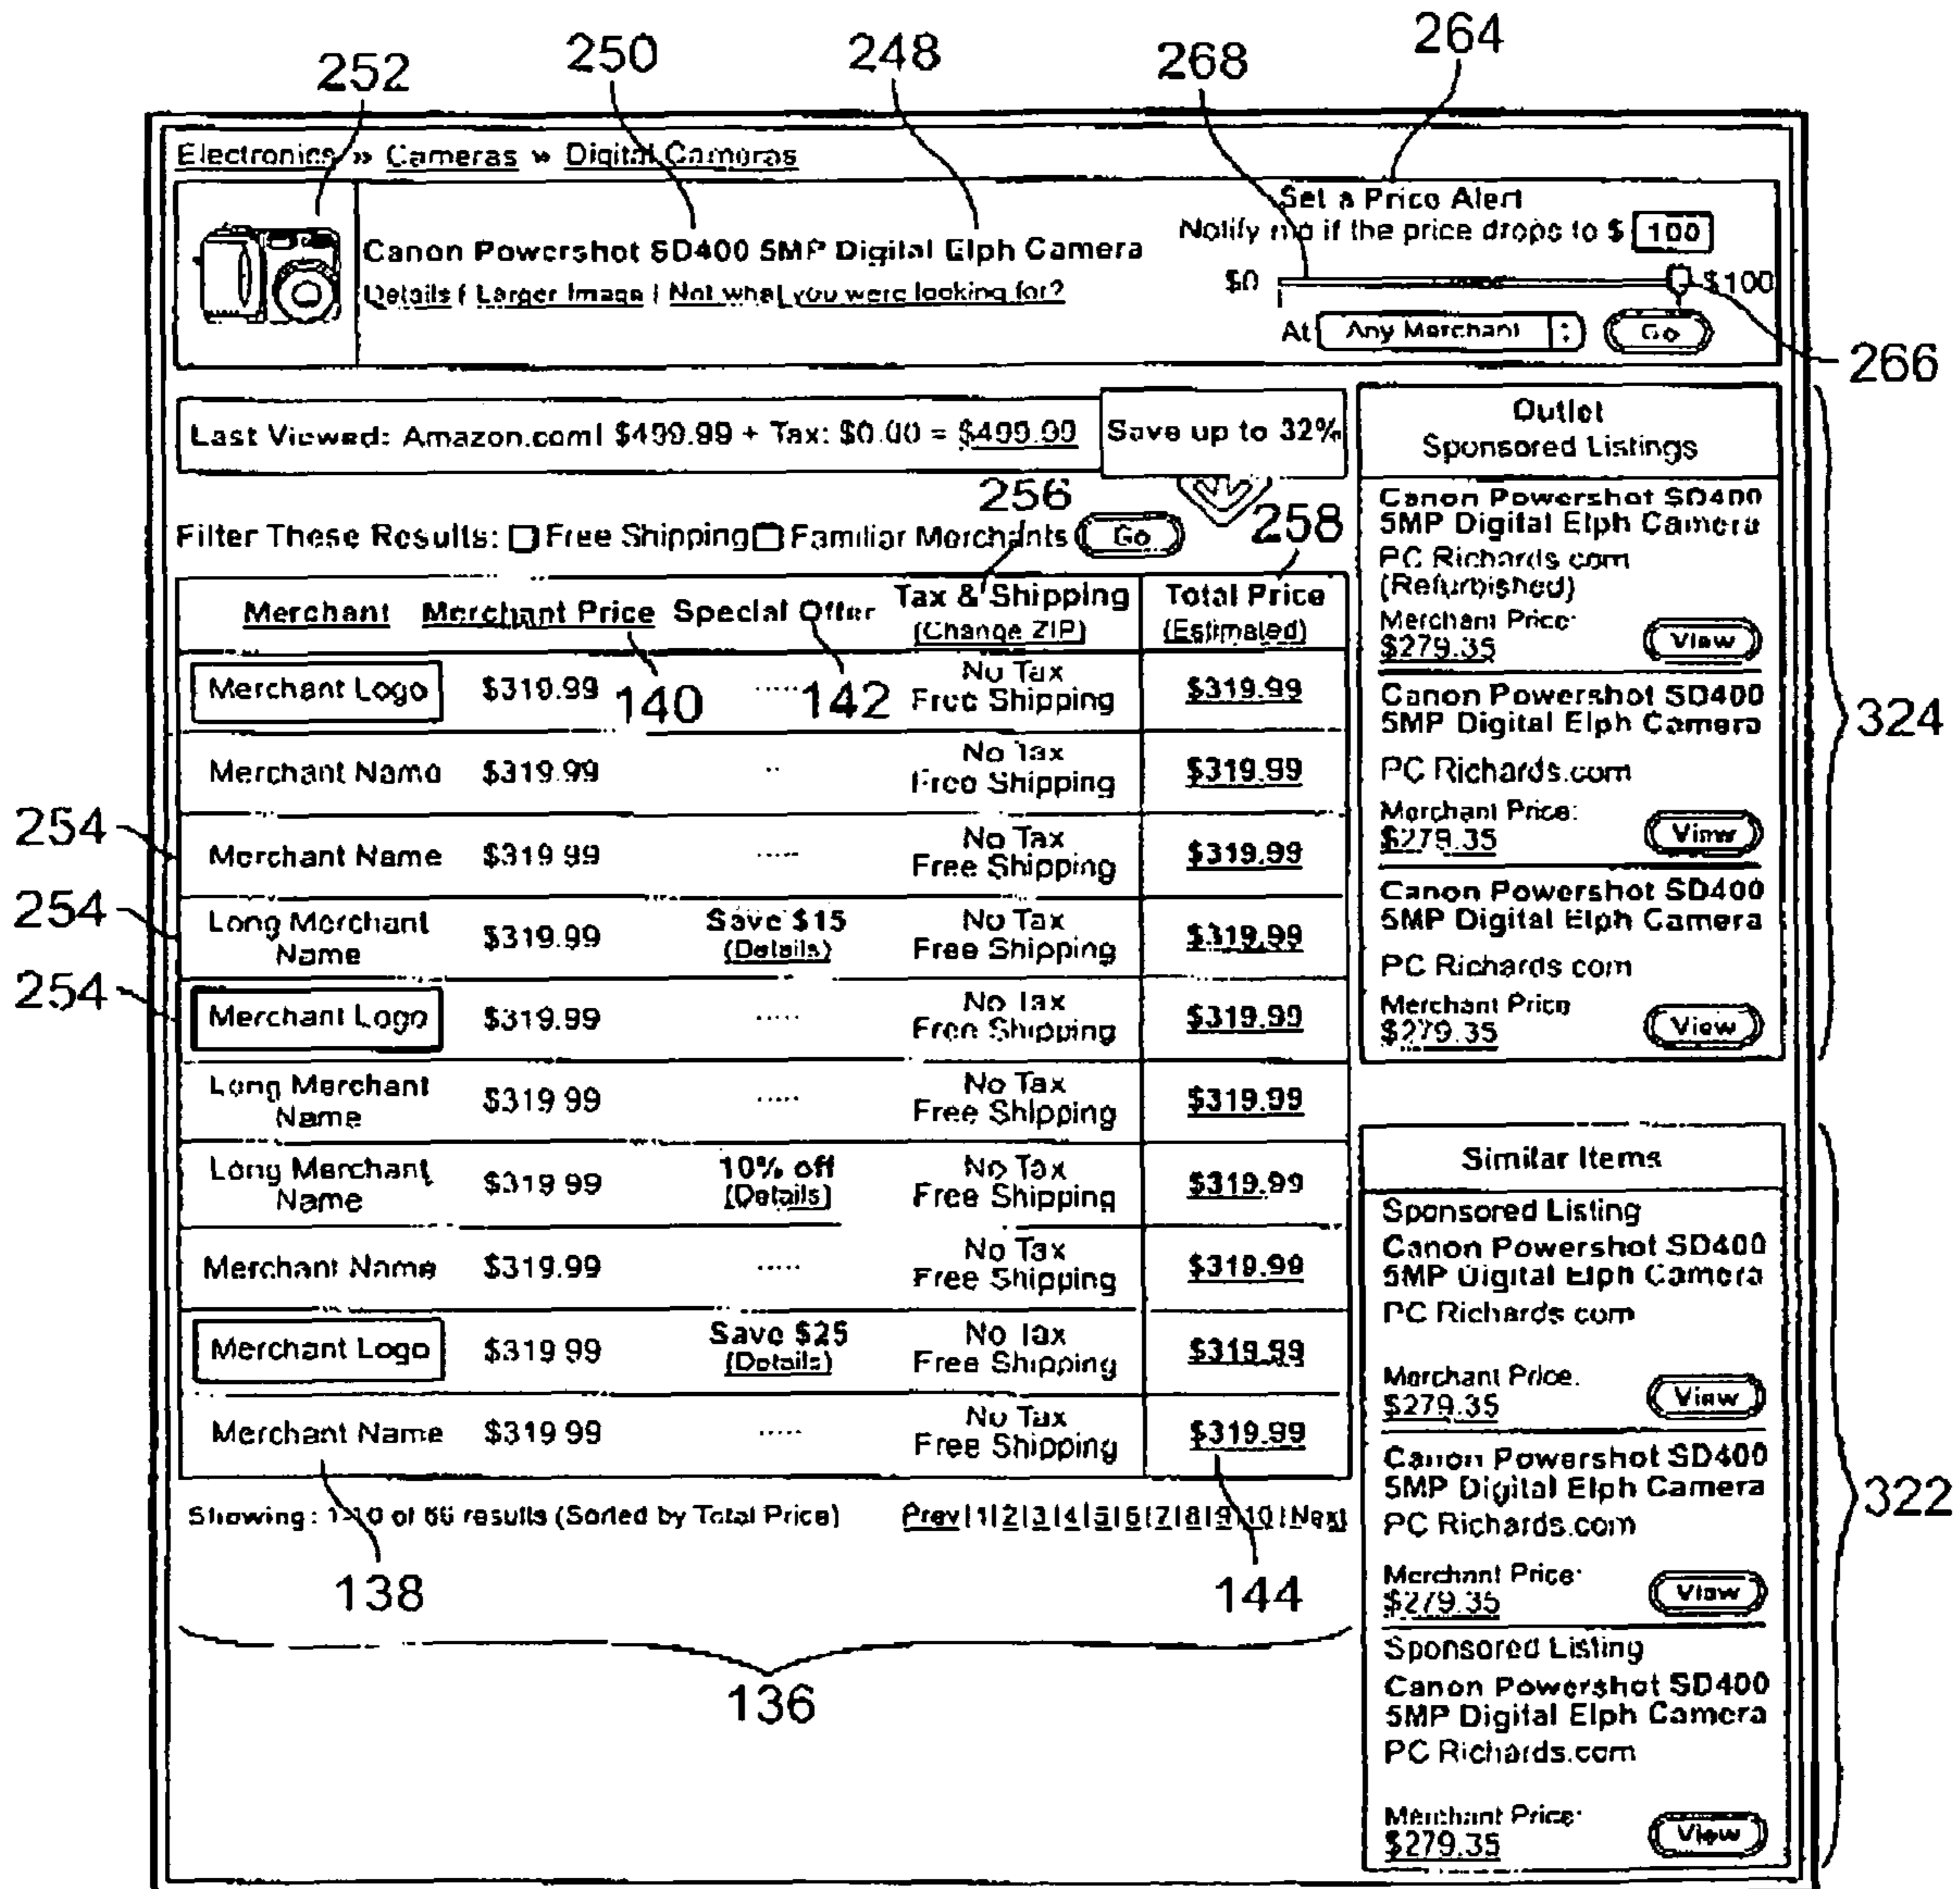 252 250 248 268 264
Electronics » Cameras » Digital Cameras
Canon Powershot SD400 5MP Digital Elph Camera
Details | Larger Image | Not what you were looking for?
Set a Price Alert
Notify me if the price drops to $ 100
$0 $100
At Any Merchant Go
266
Last Viewed: Amazon.com| $499.99 + Tax: $0.00 = $499.99 Save up to 32%
256
258
Filter These Results: Free Shipping Familiar Merchants Go
Merchant Merchant Price Special Offer Tax & Shipping (Change ZIP) Total Price (Estimated)
140 142
Merchant Logo $319.99 ..... No Tax Free Shipping $319.99
Merchant Name $319.99 .. No Tax Free Shipping $319.99
254 Merchant Name $319.99 ..... No Tax Free Shipping $319.99
254 Long Merchant Name $319.99 Save $15 (Details) No Tax Free Shipping $319.99
254 Merchant Logo $319.99 ..... No Tax Free Shipping $319.99
Long Merchant Name $319.99 ..... No Tax Free Shipping $319.99
Long Merchant Name $319.99 10% off (Details) No Tax Free Shipping $319.99
Merchant Name $319.99 ..... No Tax Free Shipping $319.99
Merchant Logo $319.99 Save $25 (Details) No Tax Free Shipping $319.99
Merchant Name $319.99 ..... No Tax Free Shipping $319.99
Showing: 1-10 of results (Sorted by Total Price) Prev|1|2|3|4|5|6|7|8|9|10|Next
138 144
136
Outlet
Sponsored Listings
Canon Powershot SD400
5MP Digital Elph Camera
PC Richards com
(Refurbished)
Merchant Price:
$279.35 View
Canon Powershot SD400
5MP Digital Elph Camera
PC Richards.com
Merchant Price:
$279.35 View
Canon Powershot SD400
5MP Digital Elph Camera
PC Richards com
Merchant Price
$279.35 View
324
Similar Items
Sponsored Listing
Canon Powershot SD400
5MP Digital Elph Camera
PC Richards com
Merchant Price.
$279.35 View
Canon Powershot SD400
5MP Digital Elph Camera
PC Richards.com
Merchant Price:
$279.35 View
Sponsored Listing
Canon Powershot SD400
5MP Digital Elph Camera
PC Richards.com
Merchant Price:
$279.35 View
322